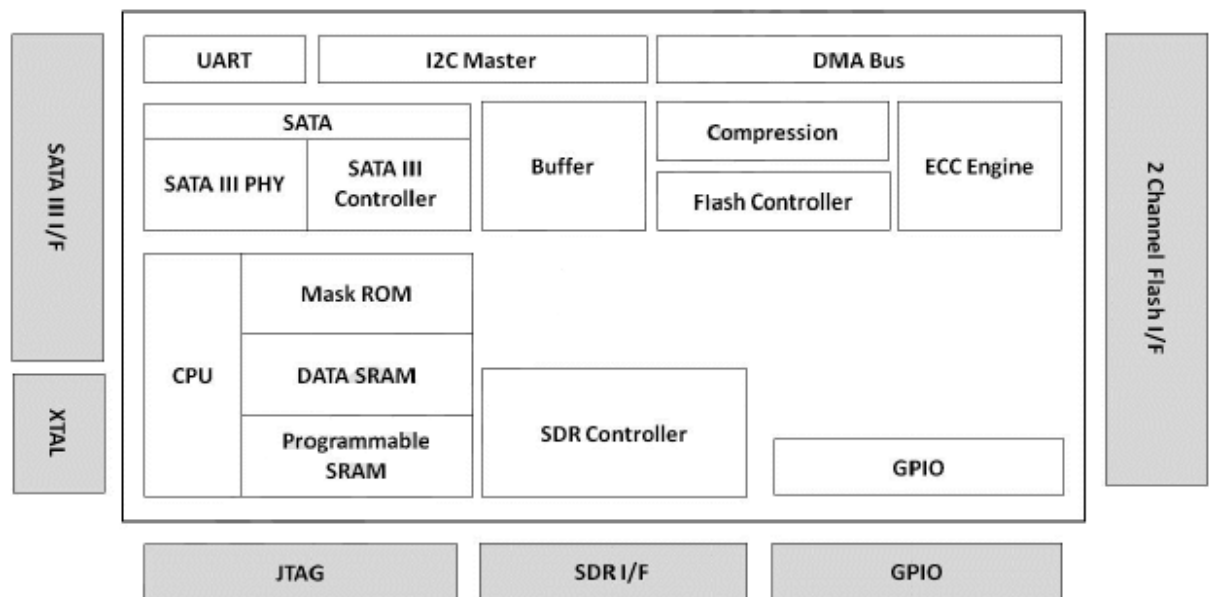 UART
I2C Master
DMA Bus
SATA III I/F
SATA
SATA III PHY
SATA III
Controller
Buffer
Compression
Flash Controller
ECC Engine
2 Channel Flash I/F
CPU
Mask ROM
DATA SRAM
Programmable
SRAM
XTAL
SDR Controller
GPIO
JTAG
SDR I/F
GPIO